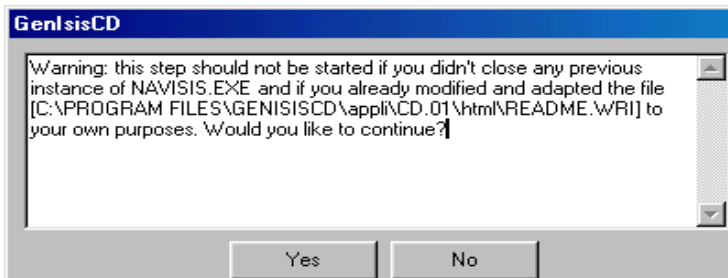 GenIsisCD
Warning: this step should not be started if you didn't close any previous
instance of NAVISIS.EXE and if you already modified and adapted the file
[C:\PROGRAM FILES\GENISISCD\appli\CD.01\html\README.WRI] to
your own purposes. Would you like to continue?
Yes
No